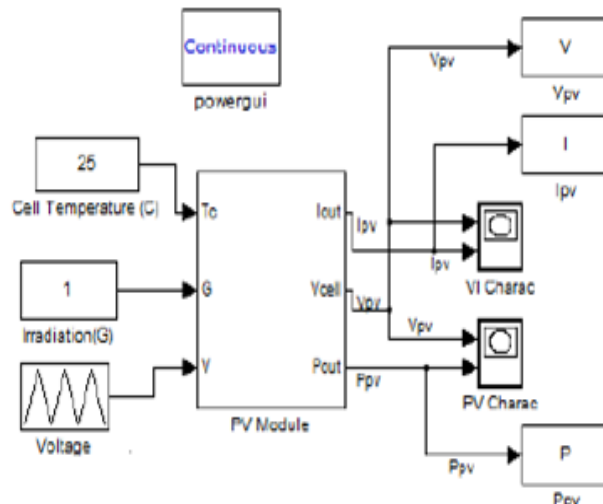 Continuous
powergui
25
Cell Temperature (C)
1
Irradiation(G)
Voltage
Tc
G
V
Iout
Vcell
Pout
PV Module
Ipv
Vpv
Ppv
Vpv
V
Vpv
I
Ipv
Ipv
VI Charac
Vpv
PV Charac
Ppv
P
Ppv